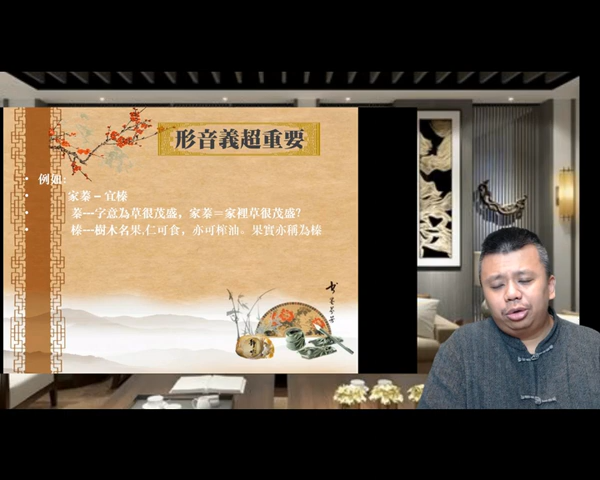 形音義超重要
• 例如:
• 家蓁 – 宜榛
• 蓁—字意為草很茂盛，家蓁＝家裡草很茂盛?
• 榛—樹木名果,仁可食，亦可榨油。果實亦稱為榛